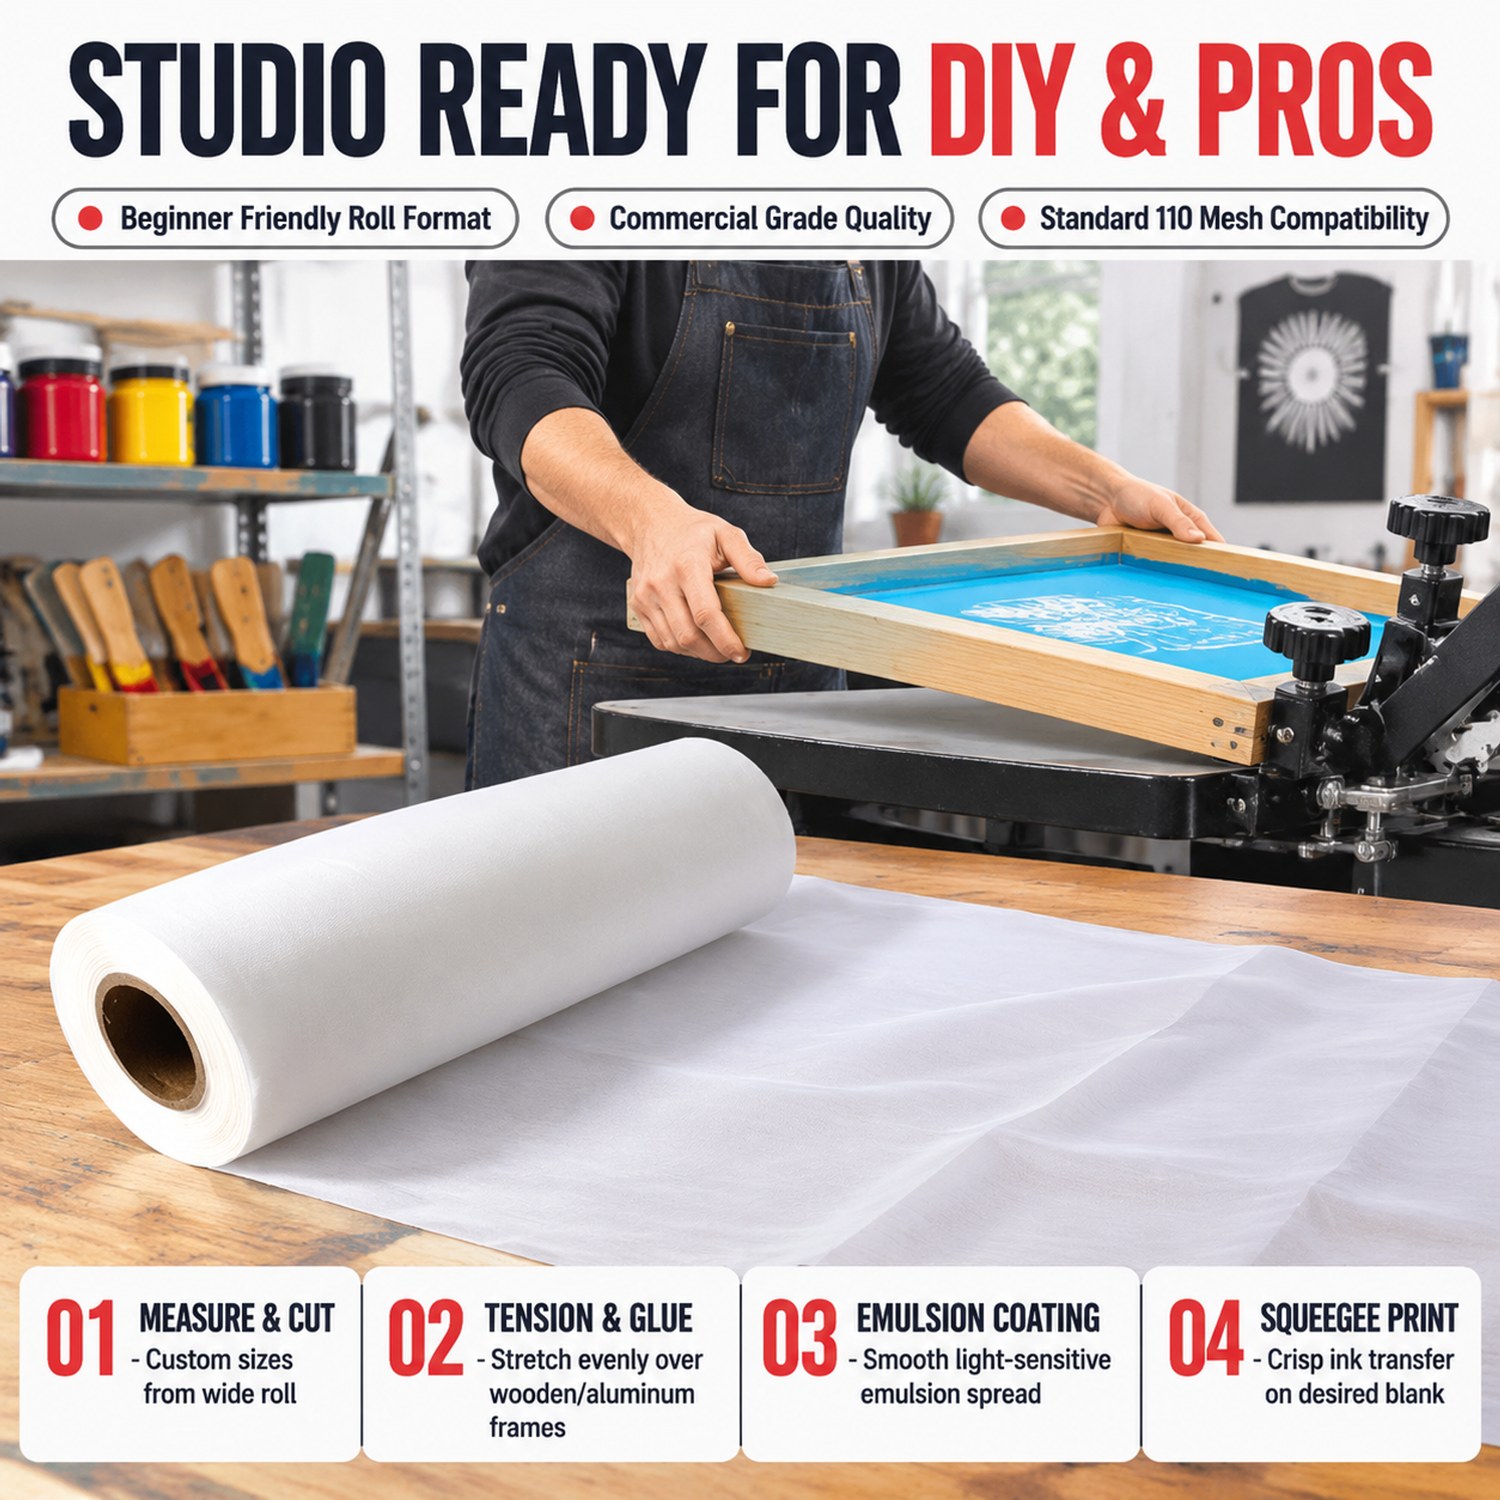 STUDIO READY FOR DIY & PROS
Beginner Friendly Roll Format
Commercial Grade Quality
Standard 110 Mesh Compatibility
01 MEASURE & CUT
- Custom sizes
from wide roll
02 TENSION & GLUE
- Stretch evenly over
wooden/aluminum
frames
03 EMULSION COATING
- Smooth light-sensitive
emulsion spread
04 SQUEEGEE PRINT
- Crisp ink transfer
on desired blank